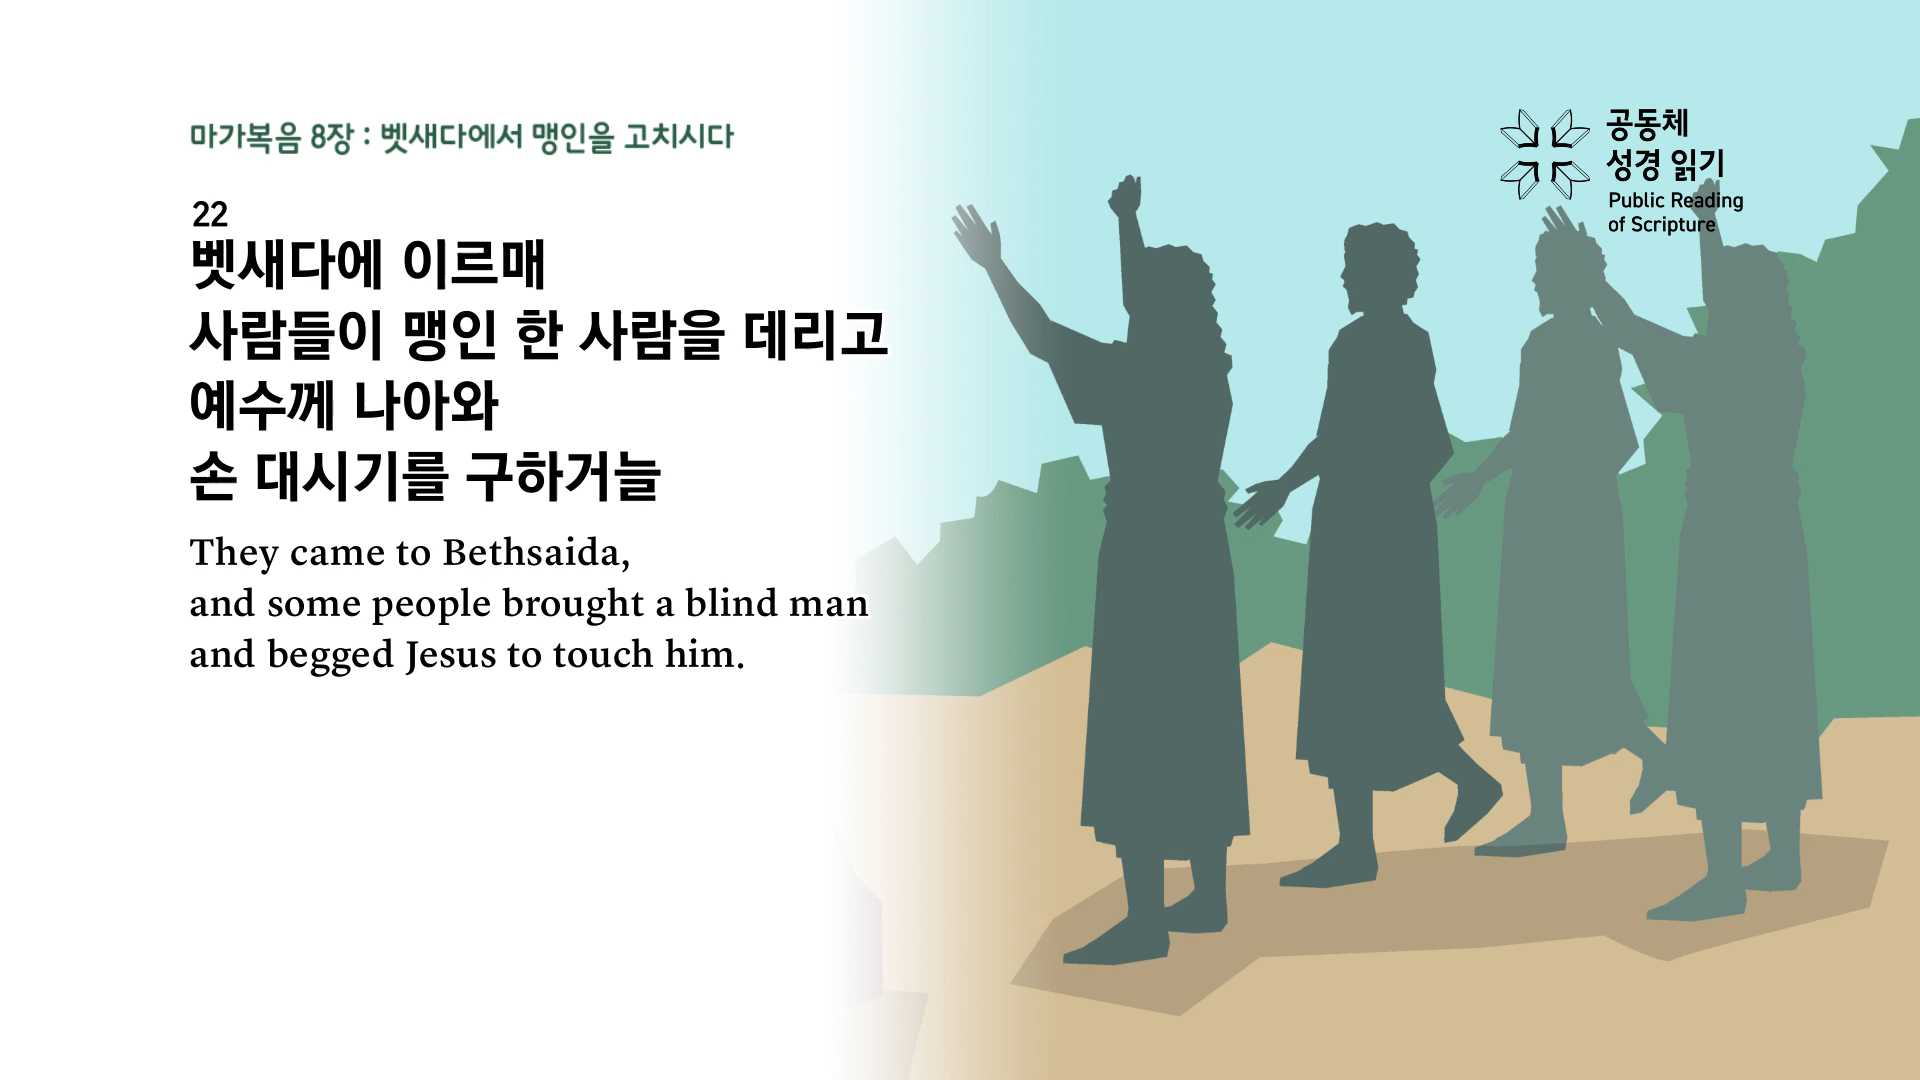 마가복음 8장 : 벳새다에서 맹인을 고치시다
22
벳새다에 이르매
사람들이 맹인 한 사람을 데리고
예수께 나아와
손 대시기를 구하거늘
They came to Bethsaida,
and some people brought a blind man
and begged Jesus to touch him.
공동체
성경 읽기
Public Reading
of Scripture